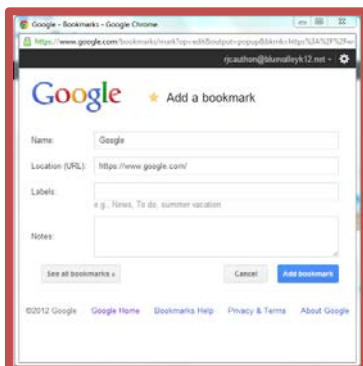 Google - Bookmarks - Google Chrome
https://www.google.com/bookmarks/mark?op=edit&output=popup&bkmk=https%3A%2F%2F
rjcauthon@bluevalleyk12.net
Google Add a bookmark
Name: Google
Location (URL): https://www.google.com/
Labels:
e.g., News, To do, summer vacation
Notes:
See all bookmarks » Cancel Add bookmark
©2012 Google Google Home Bookmarks Help Privacy & Terms About Google